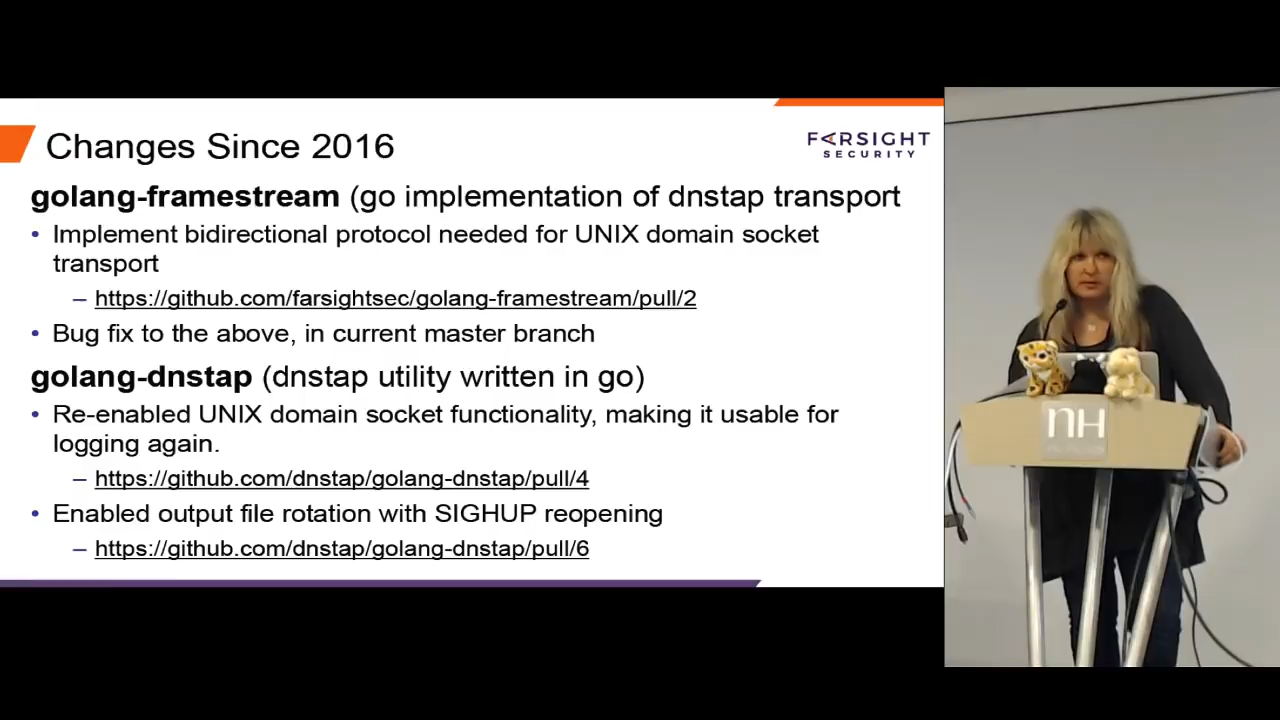 Changes Since 2016
FARSIGHT
SECURITY
golang-framestream (go implementation of dnstap transport
• Implement bidirectional protocol needed for UNIX domain socket
transport
– https://github.com/farsightsec/golang-framestream/pull/2
• Bug fix to the above, in current master branch
golang-dnstap (dnstap utility written in go)
• Re-enabled UNIX domain socket functionality, making it usable for
logging again.
– https://github.com/dnstap/golang-dnstap/pull/4
• Enabled output file rotation with SIGHUP reopening
– https://github.com/dnstap/golang-dnstap/pull/6
nH